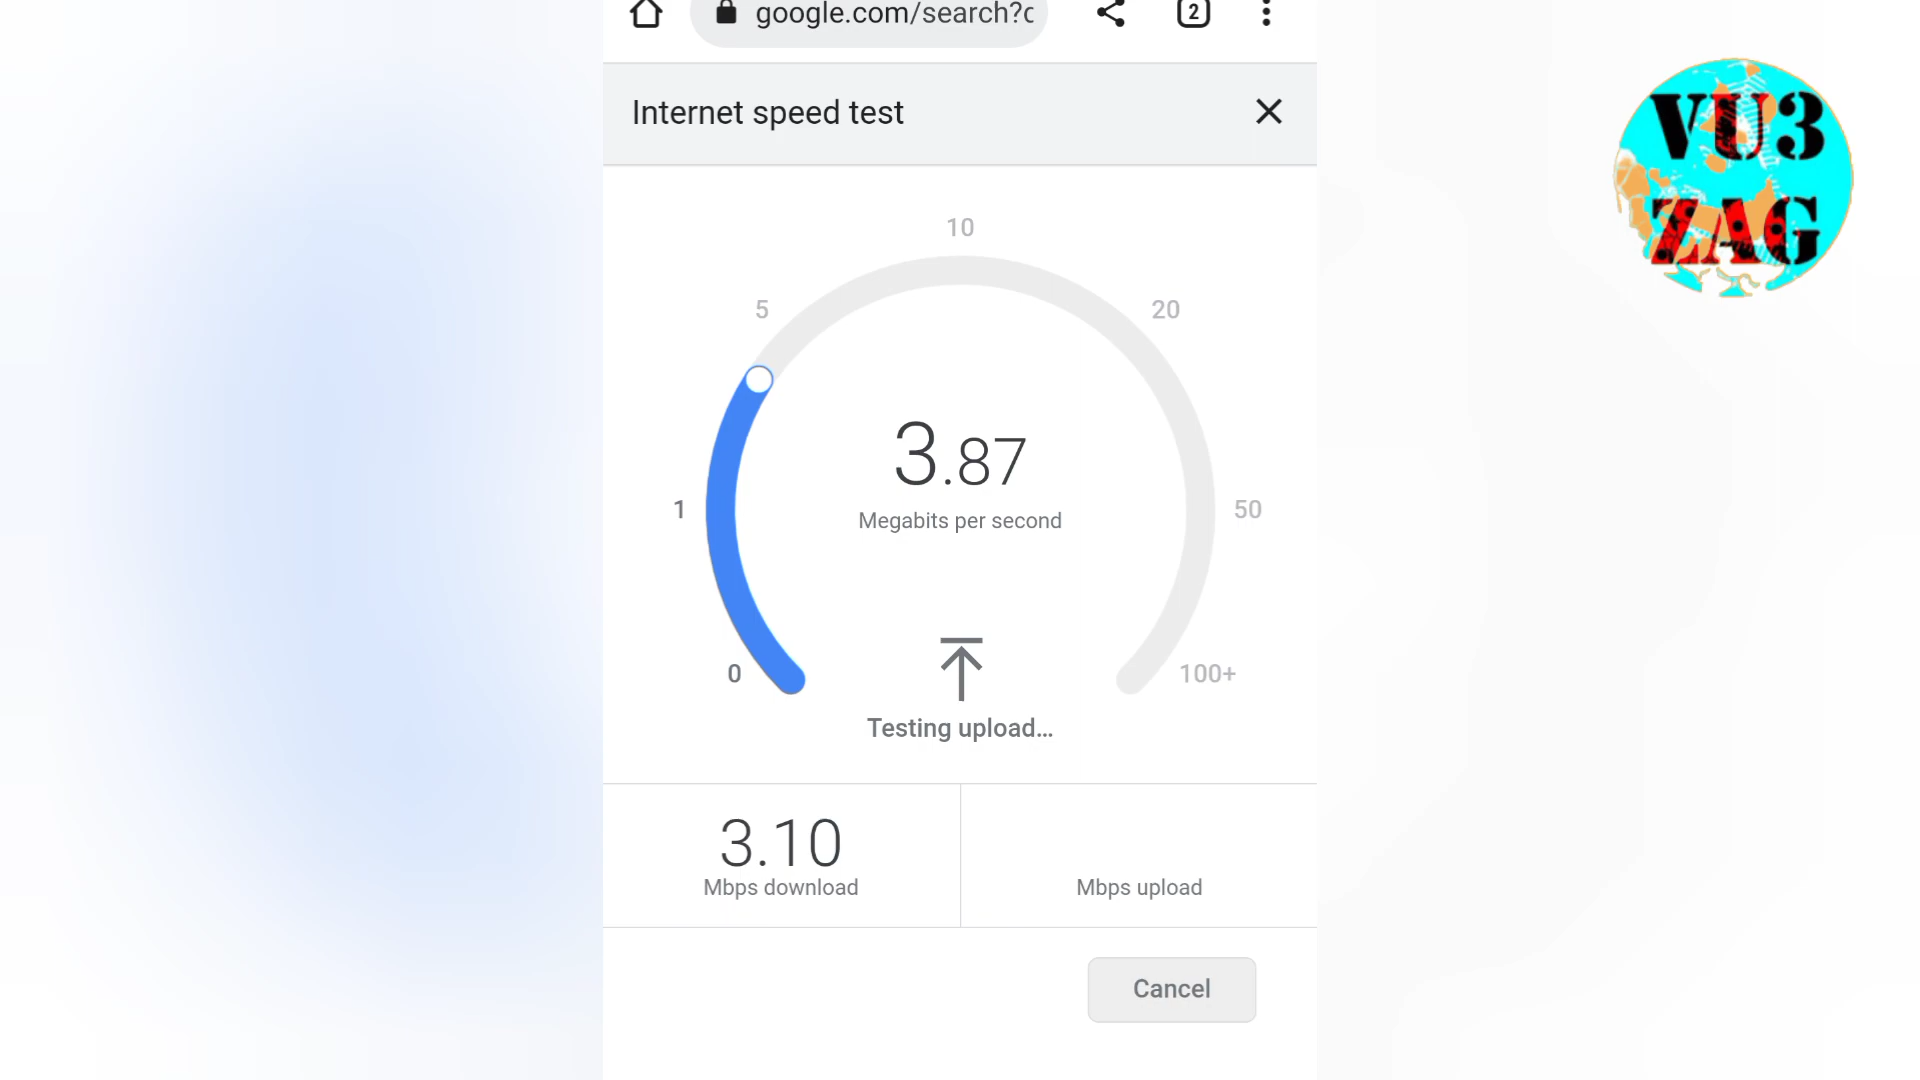 google.com/search?c
2
Internet speed test
10
5
20
3.87
Megabits per second
1
50
0
100+
Testing upload...
3.10
Mbps download
Mbps upload
Cancel
VU3
ZAG